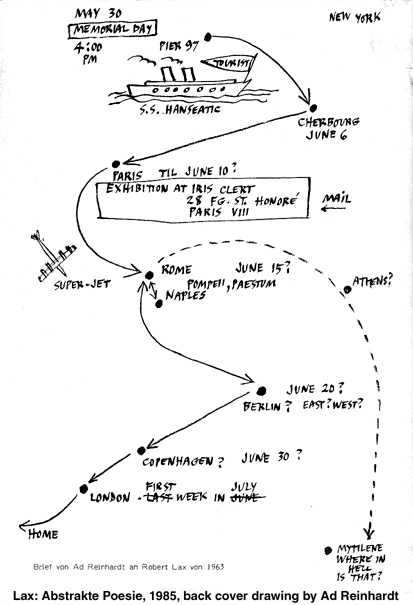 MAY 30
MEMORIAL DAY
4:00
PM
NEW YORK
PIER 97
TOURIST
S.S. HANSEATIC
CHERBOURG
JUNE 6
PARIS TIL JUNE 10?
EXHIBITION AT IRIS CLERT
28 FG. ST. HONORÉ
PARIS VIII
MAIL
SUPER-JET
ROME JUNE 15?
POMPEII, PAESTUM
NAPLES
ATHENS?
JUNE 20?
BERLIN? EAST? WEST?
COPENHAGEN? JUNE 30?
FIRST JULY
LONDON - LAST WEEK IN JUNE
HOME
MYTILENE
WHERE IN
HELL
IS THAT?
Brief von Ad Reinhardt an Robert Lax von 1963
Lax: Abstrakte Poesie, 1985, back cover drawing by Ad Reinhardt